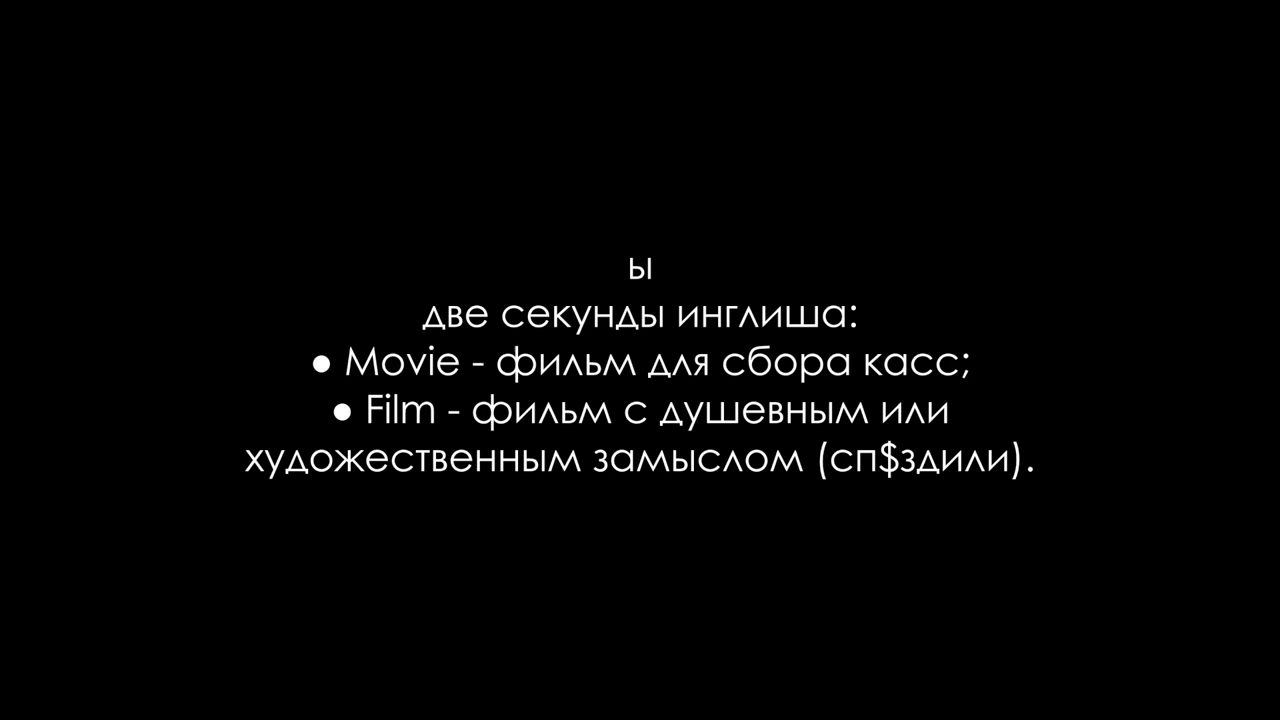 ы
две секунды инглиша:
● Movie - фильм для сбора касс;
● Film - фильм с душевным или
художественным замыслом (сп$здили).